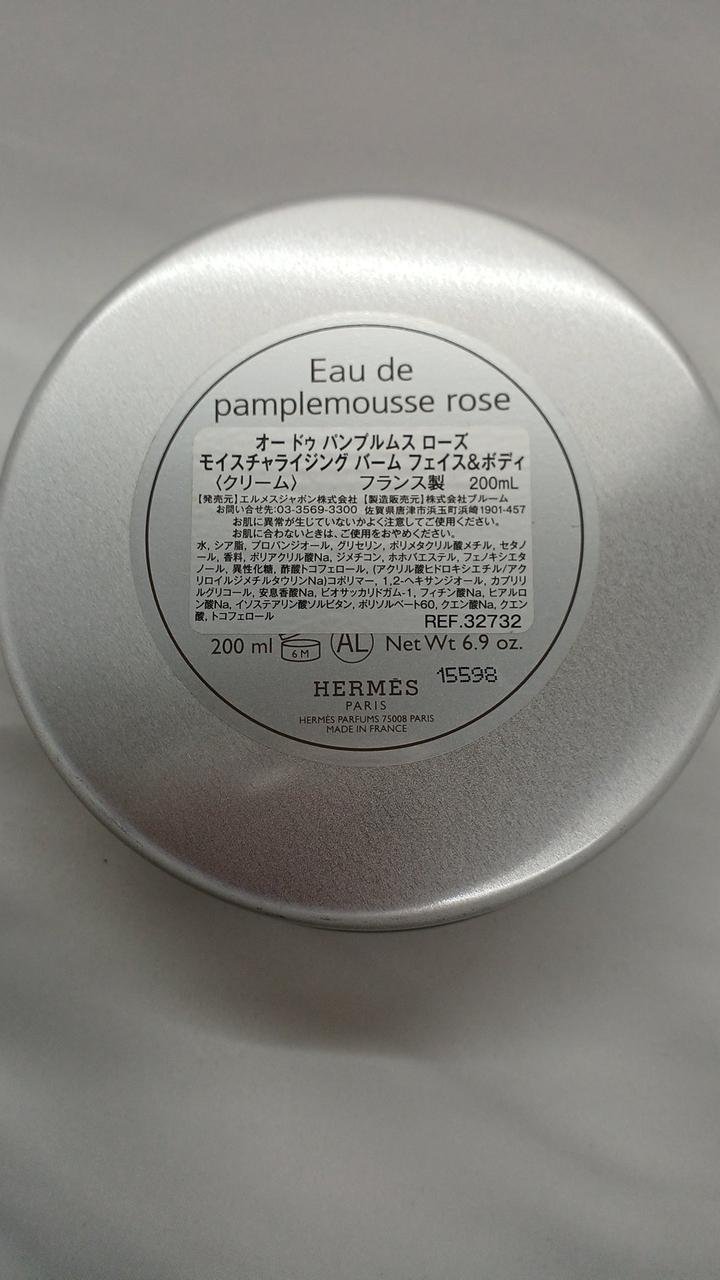 Eau de
pamplemousse rose
オー ドゥ パンプルムス ローズ
モイスチャライジング バーム フェイス&ボディ
〈クリーム〉 フランス製 200mL
【発売元】エルメスジャポン株式会社 【製造販売元】株式会社ブルーム
お問い合せ先:03-3569-3300 佐賀県唐津市浜玉町浜崎1901-457
お肌に異常が生じていないかよく注意してご使用ください。
お肌に合わないときは、ご使用をおやめください。
水, シア脂, プロパンジオール, グリセリン, ポリメタクリル酸メチル, セタノ
ール, 香料, ポリアクリル酸Na, ジメチコン, ホホバエステル, フェノキシエタ
ノール, 異性化糖, 酢酸トコフェロール, (アクリル酸ヒドロキシエチル/アク
リロイルジメチルタウリンNa)コポリマー, 1,2-ヘキサンジオール, カプリリ
ルグリコール, 安息香酸Na, ビオサッカリドガム-1, フィチン酸Na, ヒアルロ
ン酸Na, イソステアリン酸ソルビタン, ポリソルベート60, クエン酸Na, クエン
酸, トコフェロール
REF.32732
200 ml 6 M AL Net Wt 6.9 oz.
15598
HERMÈS
PARIS
HERMÈS PARFUMS 75008 PARIS
MADE IN FRANCE